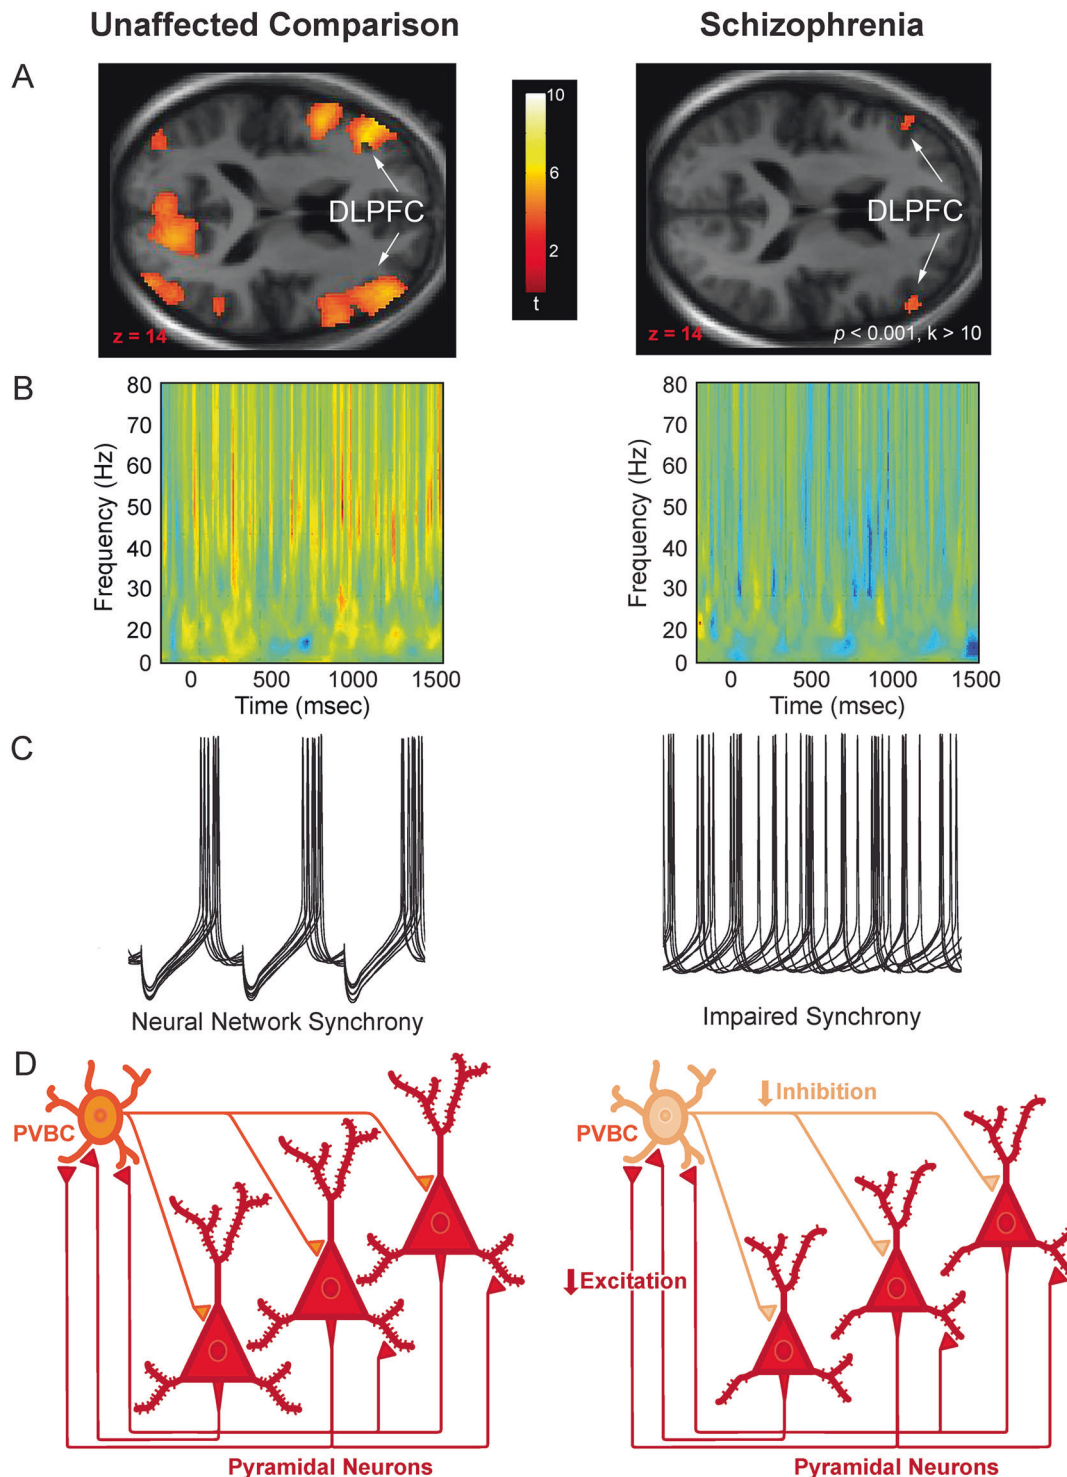 Unaffected Comparison
Schizophrenia
A
DLPFC
z = 14
10
6
2
t
DLPFC
z = 14
p < 0.001, k > 10
B
Frequency (Hz)
80
70
60
50
40
30
20
0
0 500 1000 1500
Time (msec)
Frequency (Hz)
80
70
60
50
40
30
20
0
0 500 1000 1500
Time (msec)
C
Neural Network Synchrony
Impaired Synchrony
D
PVBC
Pyramidal Neurons
Inhibition
PVBC
Excitation
Pyramidal Neurons